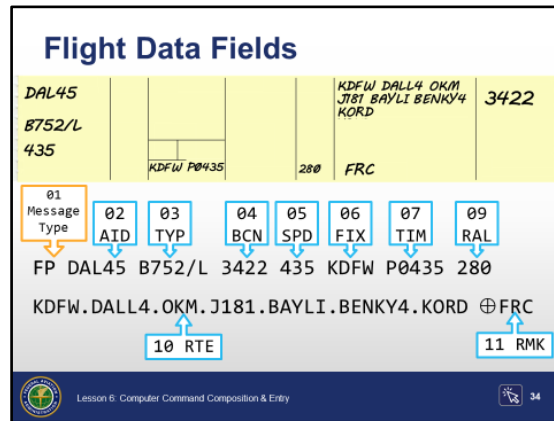 Flight Data Fields
DAL45
B752/L
435
KDFW P0435
280
KDFW DALL4 OKM
J181 BAYLI BENKY4
KORD
FRC
3422
01
Message
Type
02
AID
03
TYP
04
BCN
05
SPD
06
FIX
07
TIM
09
RAL
FP DAL45 B752/L 3422 435 KDFW P0435 280
KDFW.DALL4.OKM.J181.BAYLI.BENKY4.KORD ⊕FRC
10 RTE
11 RMK
Lesson 6: Computer Command Composition & Entry
34